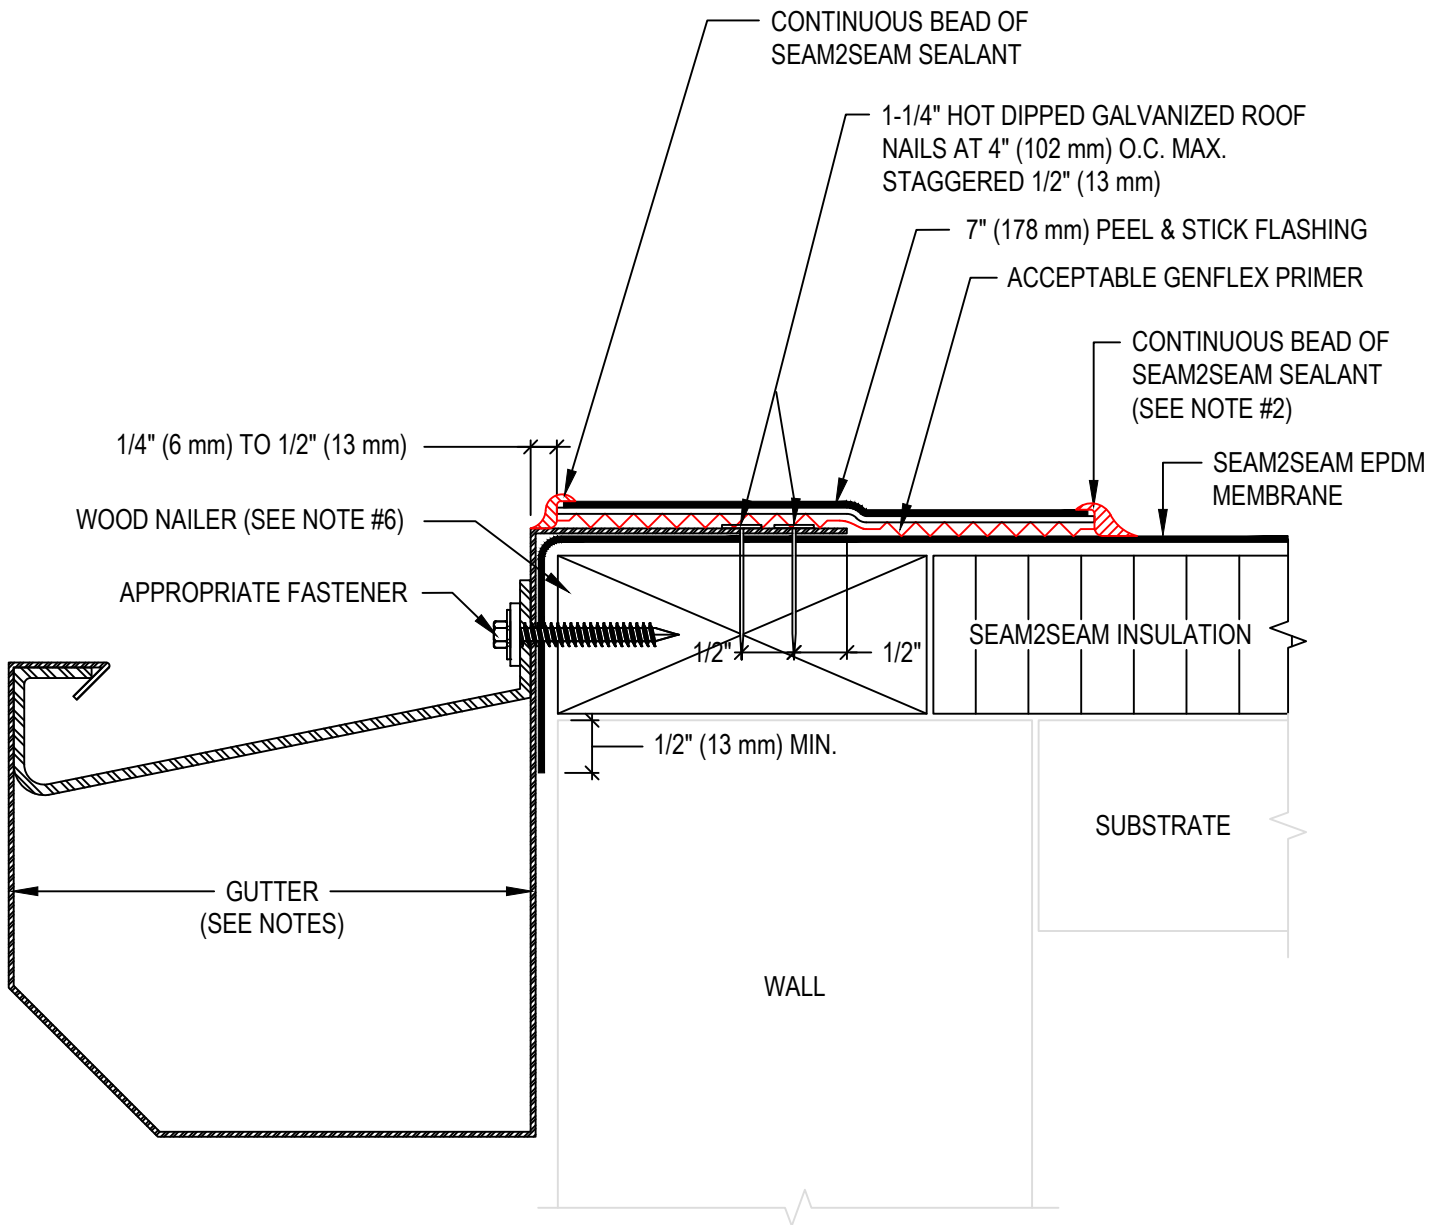 CONTINUOUS BEAD OF
SEAM2SEAM SEALANT
1-1/4" HOT DIPPED GALVANIZED ROOF
NAILS AT 4" (102 mm) O.C. MAX.
STAGGERED 1/2" (13 mm)
7" (178 mm) PEEL & STICK FLASHING
ACCEPTABLE GENFLEX PRIMER
CONTINUOUS BEAD OF
SEAM2SEAM SEALANT
(SEE NOTE #2)
1/4" (6 mm) TO 1/2" (13 mm)
SEAM2SEAM EPDM
MEMBRANE
WOOD NAILER (SEE NOTE #6)
APPROPRIATE FASTENER
SEAM2SEAM INSULATION
1/2"
1/2"
1/2" (13 mm) MIN.
SUBSTRATE
GUTTER
(SEE NOTES)
WALL